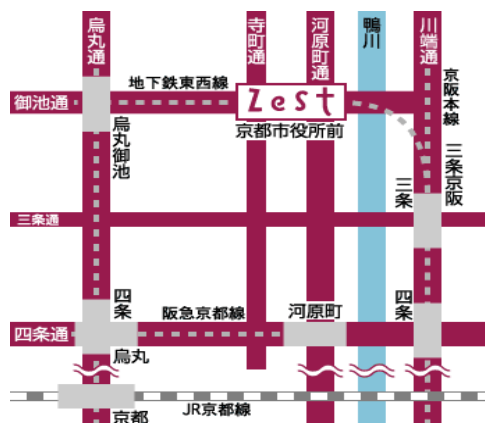 烏丸通
寺町通
河原町通
鴨川
川端通
地下鉄東西線
京阪本線
御池通
Zest
烏丸御池
京都市役所前
三条京阪
三条
三条通
四条
阪急京都線
河原町
四条
四条通
烏丸
JR京都線
京都